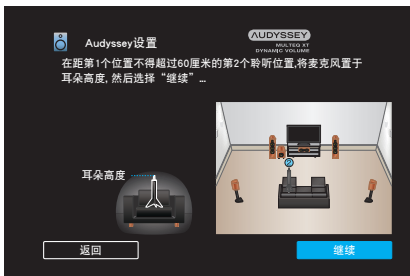 Audyssey设置
AUDYSSEY
MULTEQ XT
DYNAMIC VOLUME
在距第1个位置不得超过60厘米的第2个聆听位置,将麦克风置于
耳朵高度, 然后选择“继续”...
耳朵高度
返回
继续